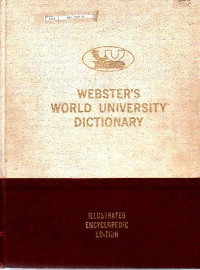 WEBSTER'S
WORLD UNIVERSITY
DICTIONARY
ILLUSTRATED
ENCYCLOPEDIC
EDITION